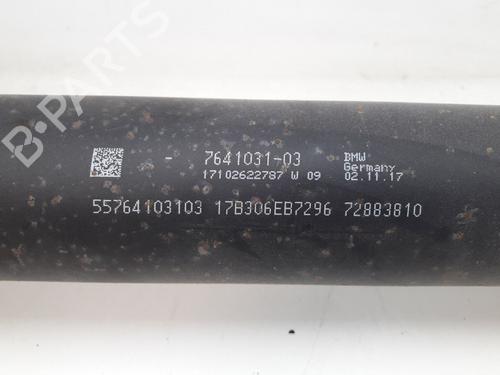 - 7641031-03 BMW
Germany
17102622787 W 09 02.11.17
55764103103 17B306EB7296 72883810
B-PARTS